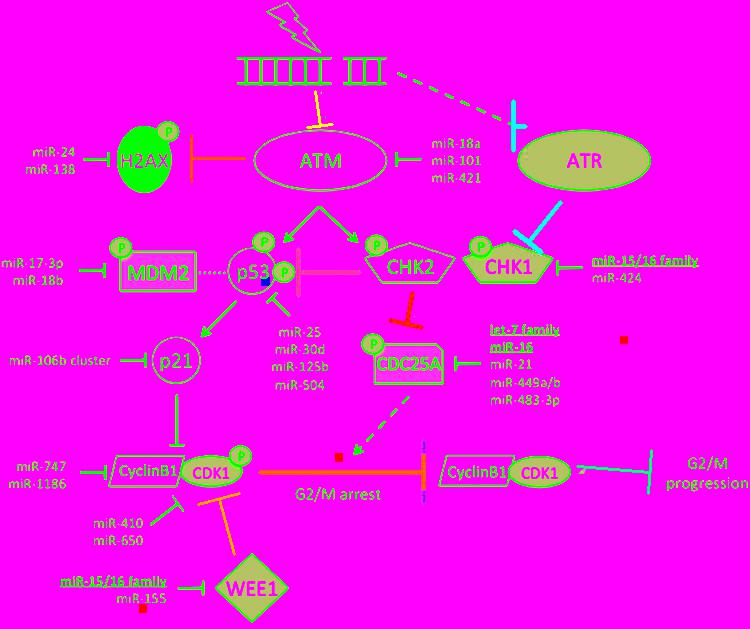 P
miR-24
miR-138
H2AX
ATM
miR-18a
miR-101
miR-421
ATR
P
P
P
P
miR-17-3p
miR-18b
MDM2
p53
P
CHK2
CHK1
miR-15/16 family
miR-424
miR-25
miR-30d
miR-125b
miR-504
miR-106b cluster
p21
P
CDC25A
let-7 family
miR-16
miR-21
miR-449a/b
miR-483-3p
P
miR-747
miR-1186
CyclinB1
CDK1
G2/M arrest
CyclinB1
CDK1
G2/M
progression
miR-410
miR-650
miR-15/16 family
miR-155
WEE1